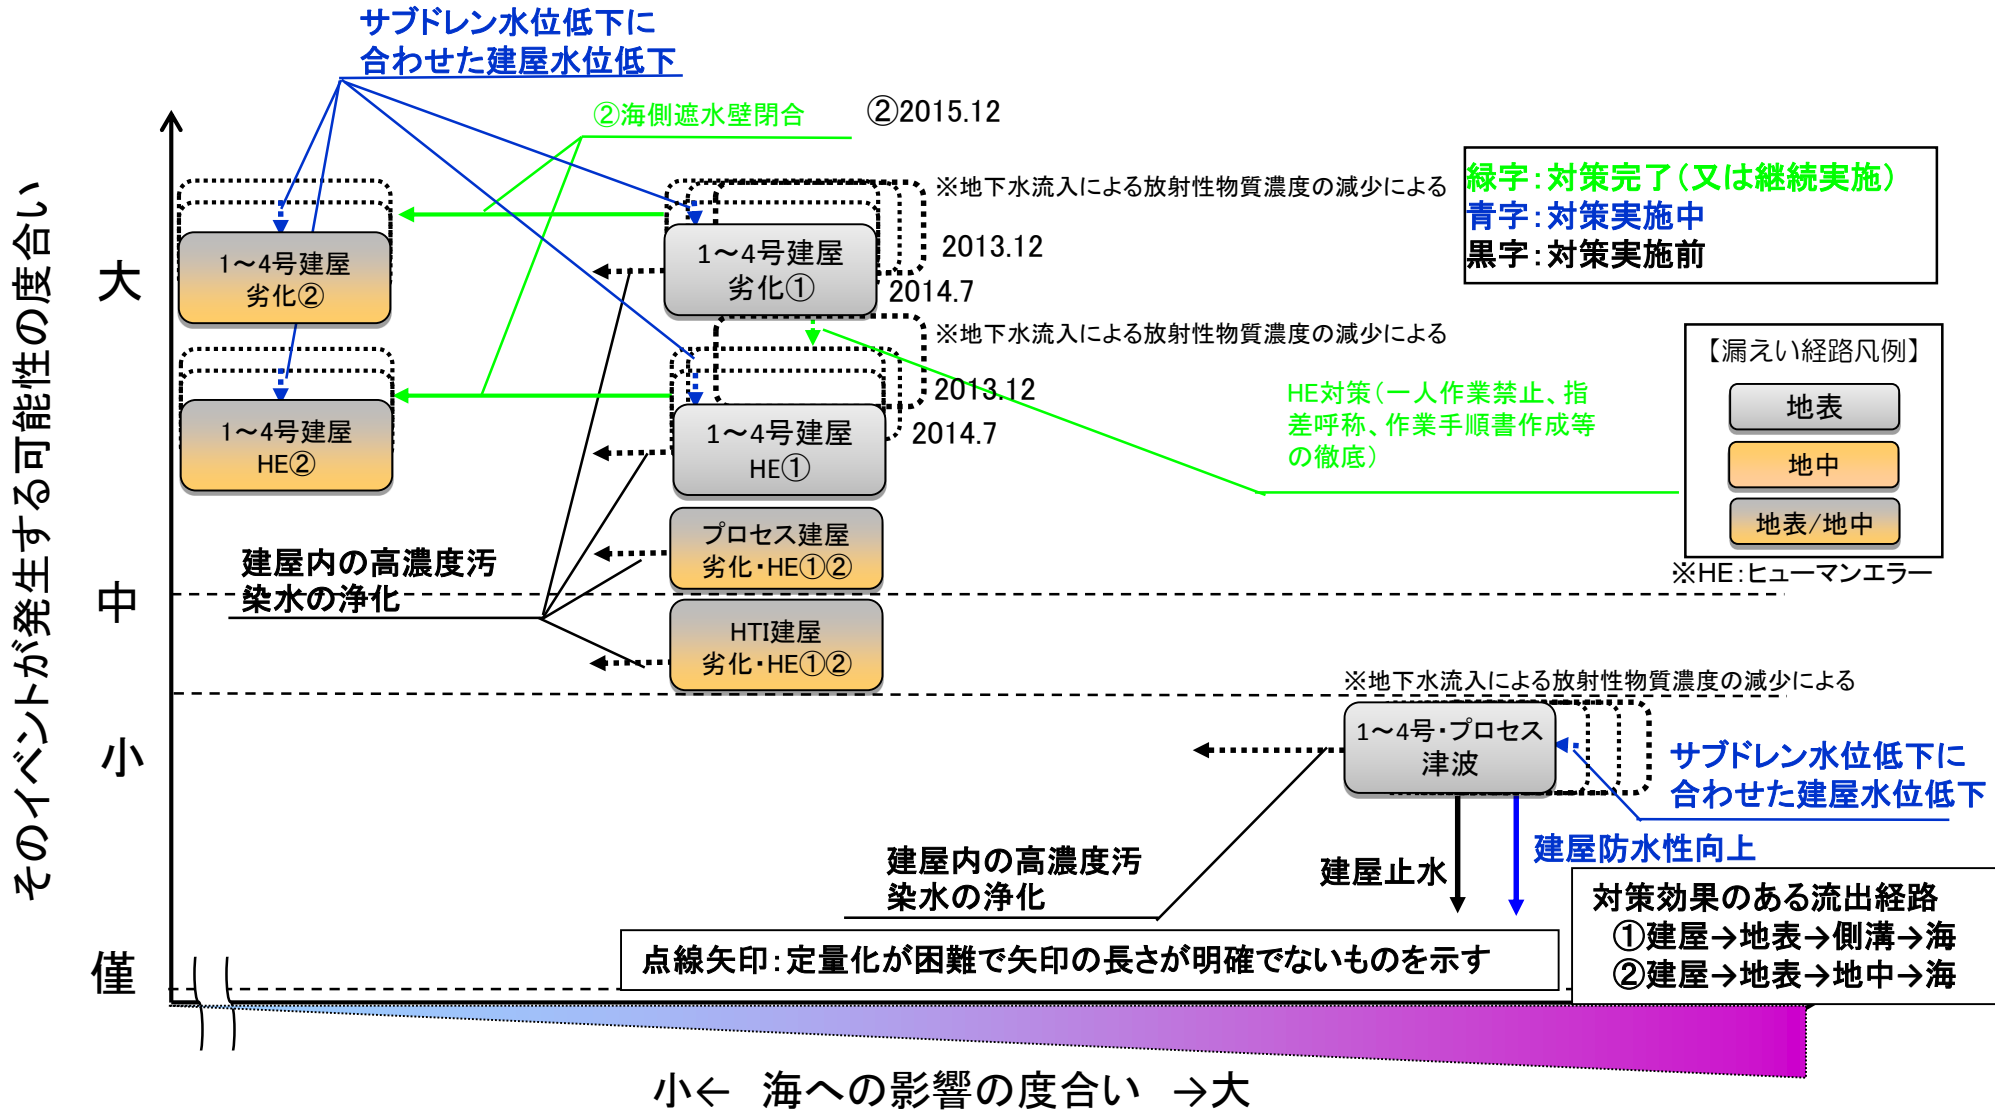 サブドレン水位低下に
合わせた建屋水位低下
②海側遮水壁閉合
②2015.12
緑字：対策完了（又は継続実施）
青字：対策実施中
黒字：対策実施前
そのイベントが発生する可能性の度合い
大
中
小
僅
※地下水流入による放射性物質濃度の減少による
2013.12
2014.7
1～4号建屋
劣化②
1～4号建屋
劣化①
※地下水流入による放射性物質濃度の減少による
2013.12
2014.7
1～4号建屋
HE②
1～4号建屋
HE①
HE対策（一人作業禁止、指
差呼称、作業手順書作成等
の徹底）
【漏えい経路凡例】
地表
地中
地表/地中
※HE：ヒューマンエラー
プロセス建屋
劣化・HE①②
建屋内の高濃度汚
染水の浄化
HTI建屋
劣化・HE①②
※地下水流入による放射性物質濃度の減少による
1～4号・プロセス
津波
サブドレン水位低下に
合わせた建屋水位低下
建屋内の高濃度汚
染水の浄化
建屋止水
建屋防水性向上
対策効果のある流出経路
①建屋→地表→側溝→海
②建屋→地表→地中→海
点線矢印：定量化が困難で矢印の長さが明確でないものを示す
小← 海への影響の度合い →大